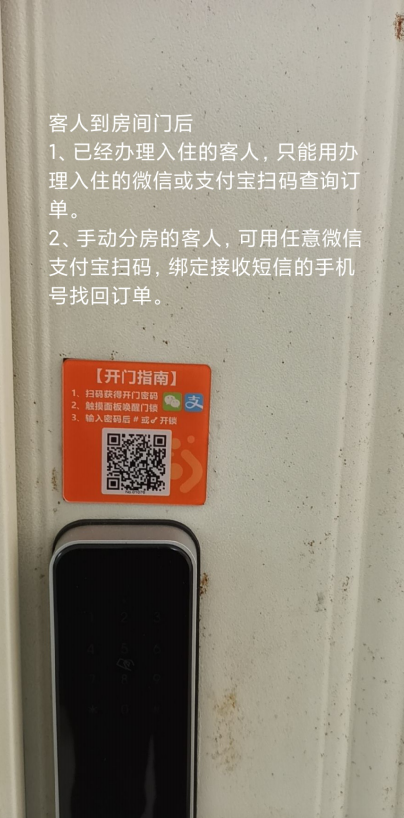 客人到房间门后
1、已经办理入住的客人，只能用办
理入住的微信或支付宝扫码查询订
单。
2、手动分房的客人，可用任意微信
支付宝扫码，绑定接收短信的手机
号找回订单。
【开门指南】
1、扫码获得开门密码
2、触摸面板唤醒门锁
3、输入密码后 # 或✓ 开锁
支